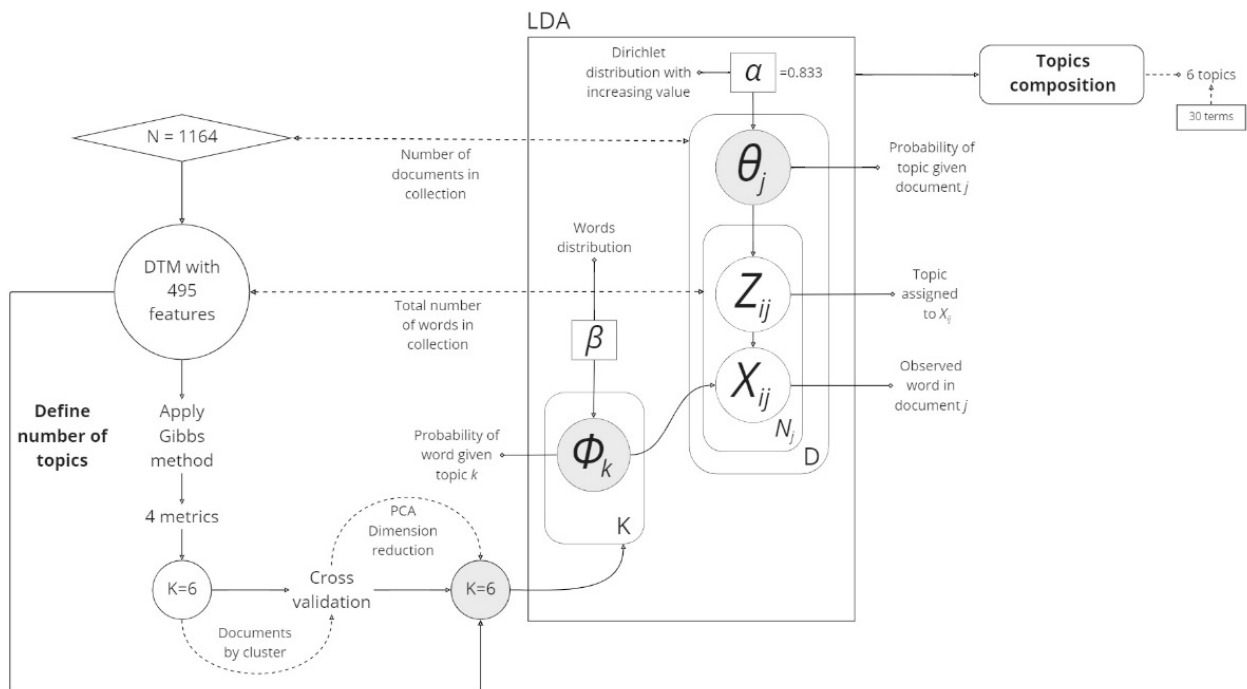 LDA
Dirichlet
distribution with
increasing value
α
=0.833
Topics
composition
6 topics
30 terms
N = 1164
Number of
documents in
collection
θj
Probability of
topic given
document j
Words
distribution
DTM with
495
features
Total number
of words in
collection
Zij
Topic
assigned
to Xij
β
Xij
Observed
word in
document j
Nj
D
Define
number of
topics
Apply
Gibbs
method
Probability of
word given
topic k
Φk
K
4 metrics
PCA
Dimension
reduction
K=6
Cross
validation
K=6
Documents
by cluster